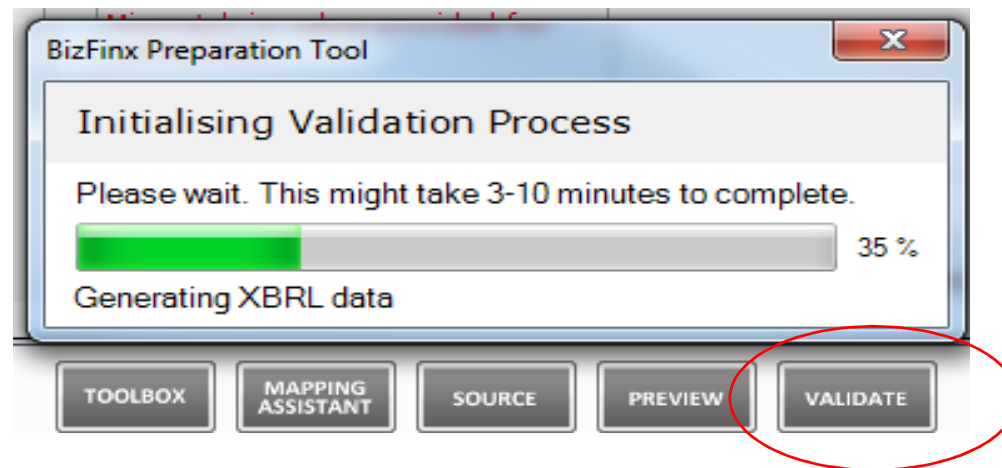 BizFinx Preparation Tool
Initialising Validation Process
Please wait. This might take 3-10 minutes to complete.
35 %
Generating XBRL data
TOOLBOX
MAPPING
ASSISTANT
SOURCE
PREVIEW
VALIDATE